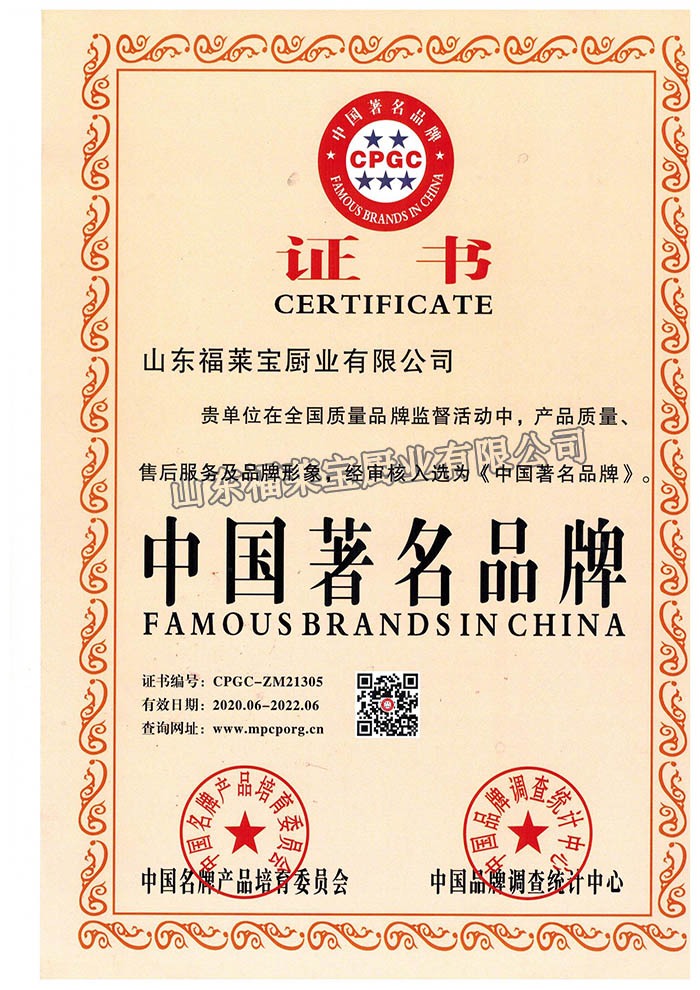 中国著名品牌
CPGC
FAMOUS BRANDS IN CHINA
证书
CERTIFICATE
山东福莱宝厨业有限公司
贵单位在全国质量品牌监督活动中，产品质量、
售后服务及品牌形象，经审核入选为《中国著名品牌》。
山东福莱宝厨业有限公司
中国著名品牌
FAMOUS BRANDS IN CHINA
证书编号：CPGC-ZM21305
有效日期：2020.06-2022.06
查询网址：www.mpcporg.cn
中国名牌产品培育委员会
中国品牌调查统计中心
中国名牌产品培育委员会
中国品牌调查统计中心